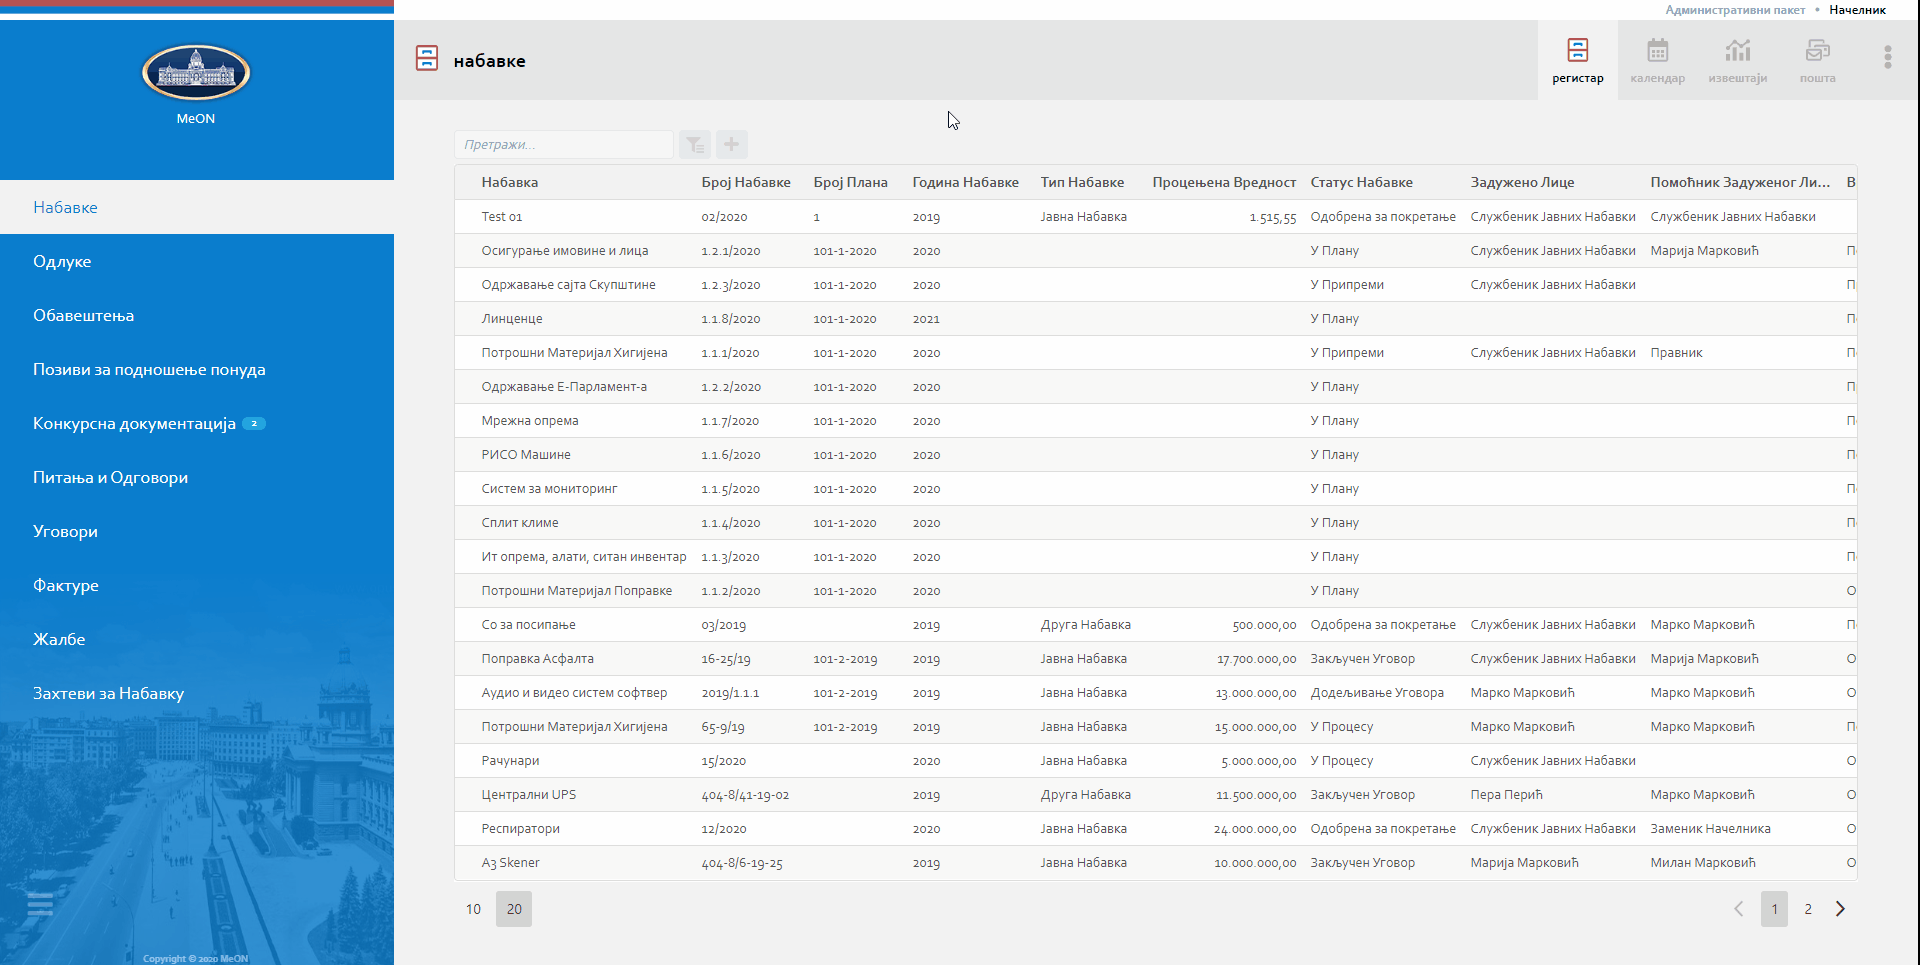 Административни пакет • Начелник
MeON
набавке
регистар
календар
извештаји
пошта
Набавке
Одлуке
Обавештења
Позиви за подношење понуда
Конкурсна документација 2
Питања и Одговори
Уговори
Фактуре
Жалбе
Захтеви за Набавку
Copyright © 2020 MeON
Претражи...
Набавка Број Набавке Број Плана Година Набавке Тип Набавке Процењена Вредност Статус Набавке Задужено Лице Помоћник Задуженог Ли... В
Test 01 02/2020 1 2019 Јавна Набавка 1.515,55 Одобрена за покретање Службеник Јавних Набавки Службеник Јавних Набавки
Осигурање имовине и лица 1.2.1/2020 101-1-2020 2020 У Плану Службеник Јавних Набавки Марија Марковић
Одржавање сајта Скупштине 1.2.3/2020 101-1-2020 2020 У Припреми Службеник Јавних Набавки
Линценце 1.1.8/2020 101-1-2020 2021 У Плану
Потрошни Материјал Хигијена 1.1.1/2020 101-1-2020 2020 У Припреми Службеник Јавних Набавки Правник
Одржавање Е-Парламент-а 1.2.2/2020 101-1-2020 2020 У Плану
Мрежна опрема 1.1.7/2020 101-1-2020 2020 У Плану
РИСО Машине 1.1.6/2020 101-1-2020 2020 У Плану
Систем за мониторинг 1.1.5/2020 101-1-2020 2020 У Плану
Сплит климе 1.1.4/2020 101-1-2020 2020 У Плану
Ит опрема, алати, ситан инвентар 1.1.3/2020 101-1-2020 2020 У Плану
Потрошни Материјал Поправке 1.1.2/2020 101-1-2020 2020 У Плану О
Со за посипање 03/2019 2019 Друга Набавка 500.000,00 Одобрена за покретање Службеник Јавних Набавки Марко Марковић
Поправка Асфалта 16-25/19 101-2-2019 2019 Јавна Набавка 17.700.000,00 Закључен Уговор Службеник Јавних Набавки Марија Марковић О
Аудио и видео систем софтвер 2019/1.1.1 101-2-2019 2019 Јавна Набавка 13.000.000,00 Додељивање Уговора Марко Марковић Марко Марковић О
Потрошни Материјал Хигијена 65-9/19 101-2-2019 2019 Јавна Набавка 15.000.000,00 У Процесу Марко Марковић Марко Марковић
Рачунари 15/2020 2020 Јавна Набавка 5.000.000,00 У Процесу Службеник Јавних Набавки О
Централни UPS 404-8/41-19-02 2019 Друга Набавка 11.500.000,00 Закључен Уговор Пера Перић Марко Марковић О
Респиратори 12/2020 2020 Јавна Набавка 24.000.000,00 Одобрена за покретање Службеник Јавних Набавки Заменик Начелника О
A3 Skener 404-8/6-19-25 2019 Јавна Набавка 10.000.000,00 Закључен Уговор Марија Марковић Милан Марковић О
10 20 1 2